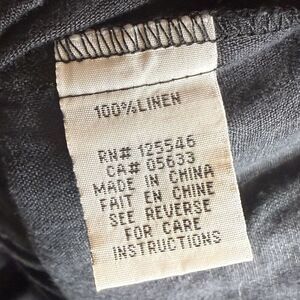 100%LINEN
RN# 125546
CA# 05633
MADE IN CHINA
FAIT EN CHINE
SEE REVERSE
FOR CARE
INSTRUCTIONS